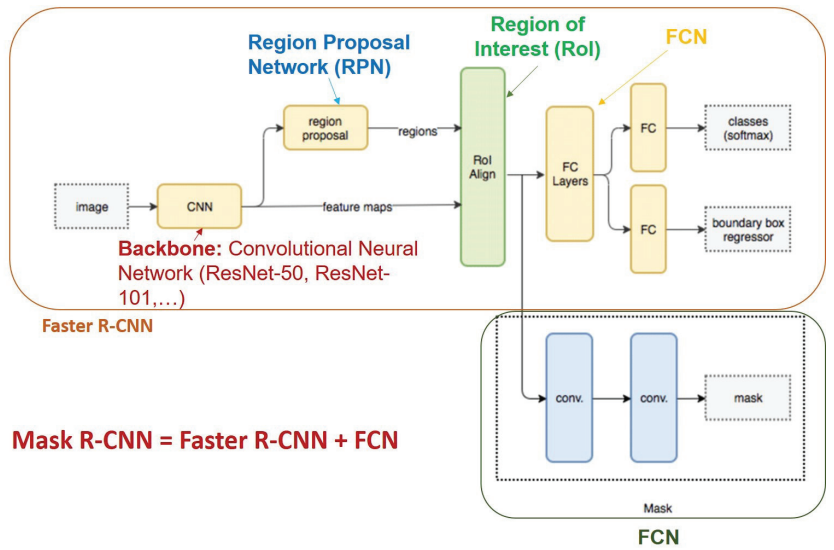 Region Proposal
Network (RPN)
Region of
Interest (RoI)
FCN
region
proposal
regions
RoI
Align
FC
Layers
FC
classes
(softmax)
image
CNN
feature maps
FC
boundary box
regressor
Backbone: Convolutional Neural
Network (ResNet-50, ResNet-
101,...)
Faster R-CNN
conv.
conv.
mask
Mask R-CNN = Faster R-CNN + FCN
Mask
FCN